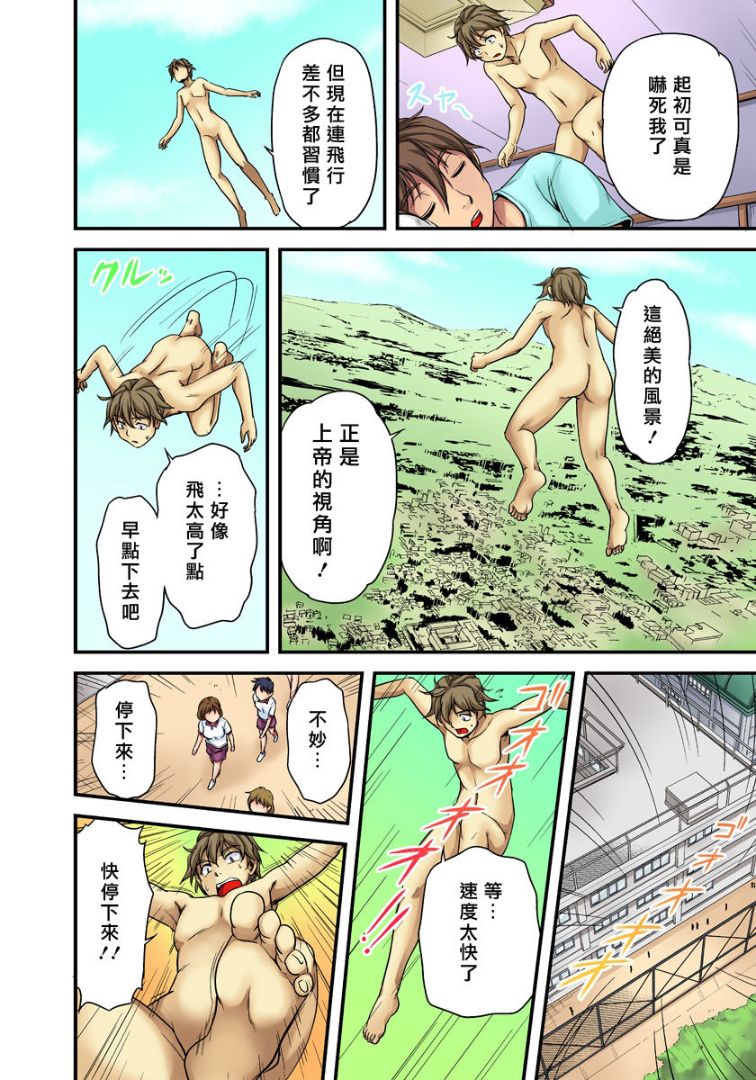 起初可真是
嚇死我了
スヤ〜
但現在連飛行
差不多都習慣了
這絕美的風景！
正是
上帝的視角啊！
クルッ
…好像
飛太高了點
早點下去吧
ゴオオオオオ
ゴオオオオオ!!
等…
速度太快了
不妙…
停下來…
快停下來！